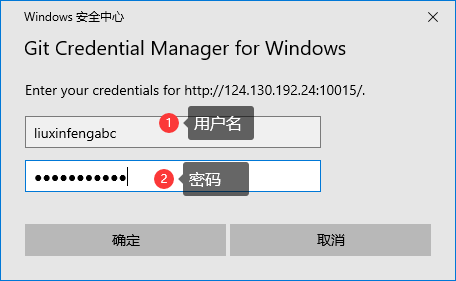 Windows 安全中心
Git Credential Manager for Windows
Enter your credentials for http://124.130.192.24:10015/.
liuxinfengabc
1 用户名
●●●●●●●●●●●
2 密码
确定 取消